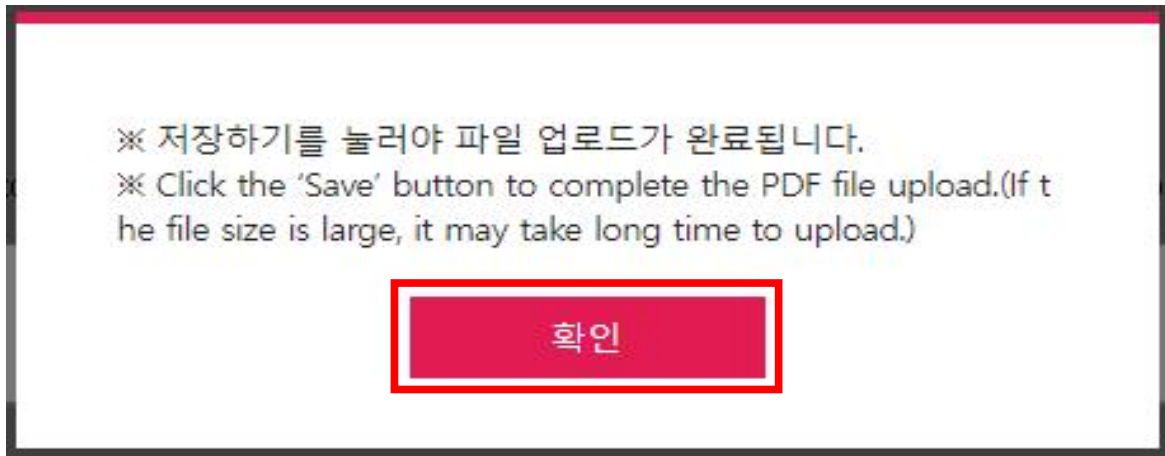 ※ 저장하기를 눌러야 파일 업로드가 완료됩니다.
※ Click the ‘Save’ button to complete the PDF file upload.(If t
he file size is large, it may take long time to upload.)
확인